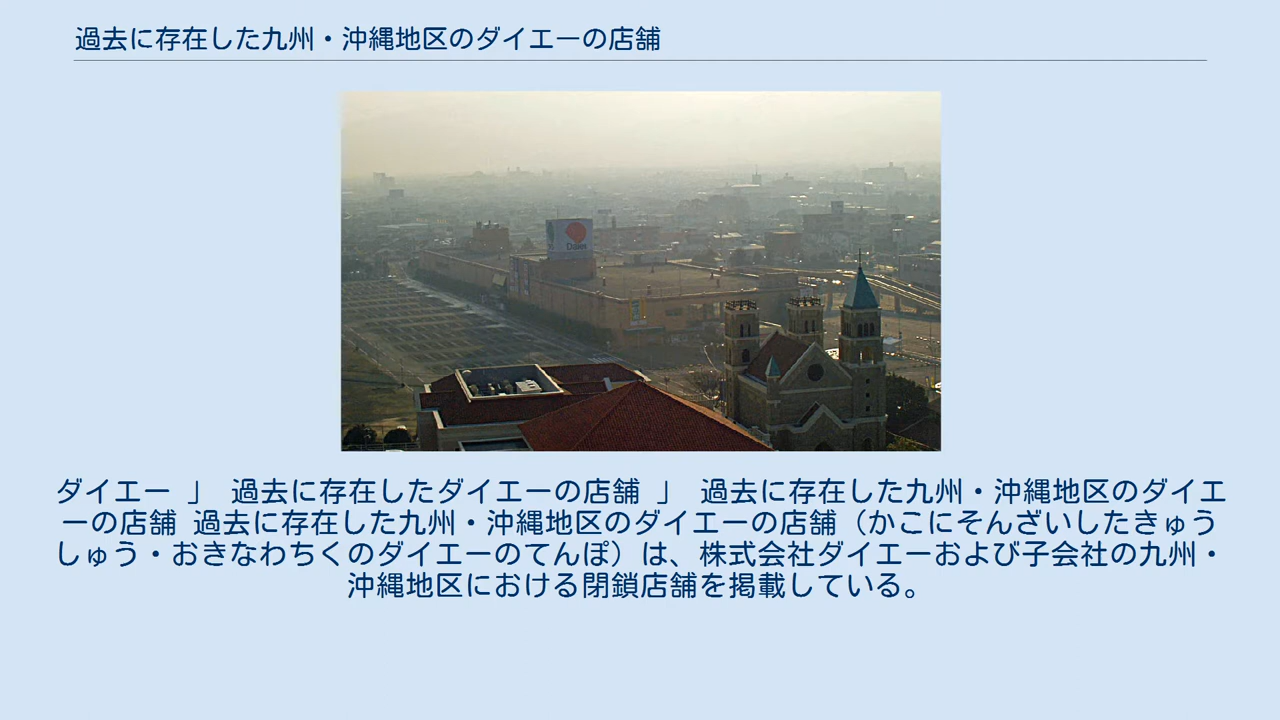 過去に存在した九州・沖縄地区のダイエーの店舗
Daiei
ダイエー 」 過去に存在したダイエーの店舗 」 過去に存在した九州・沖縄地区のダイエ
ーの店舗 過去に存在した九州・沖縄地区のダイエーの店舗（かこにそんざいしたきゅう
しゅう・おきなわちくのダイエーのてんぽ）は、株式会社ダイエーおよび子会社の九州・
沖縄地区における閉鎖店舗を掲載している。